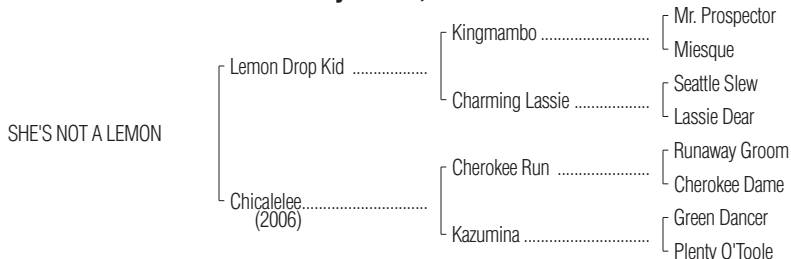 Mr. Prospector
Kingmambo ..........................
Miesque
Lemon Drop Kid ..................
Seattle Slew
Charming Lassie ..................
Lassie Dear
SHE'S NOT A LEMON
Runaway Groom
Cherokee Run ......................
Cherokee Dame
Chicalelee..............................
(2006)
Green Dancer
Kazumina ..............................
Plenty O'Toole